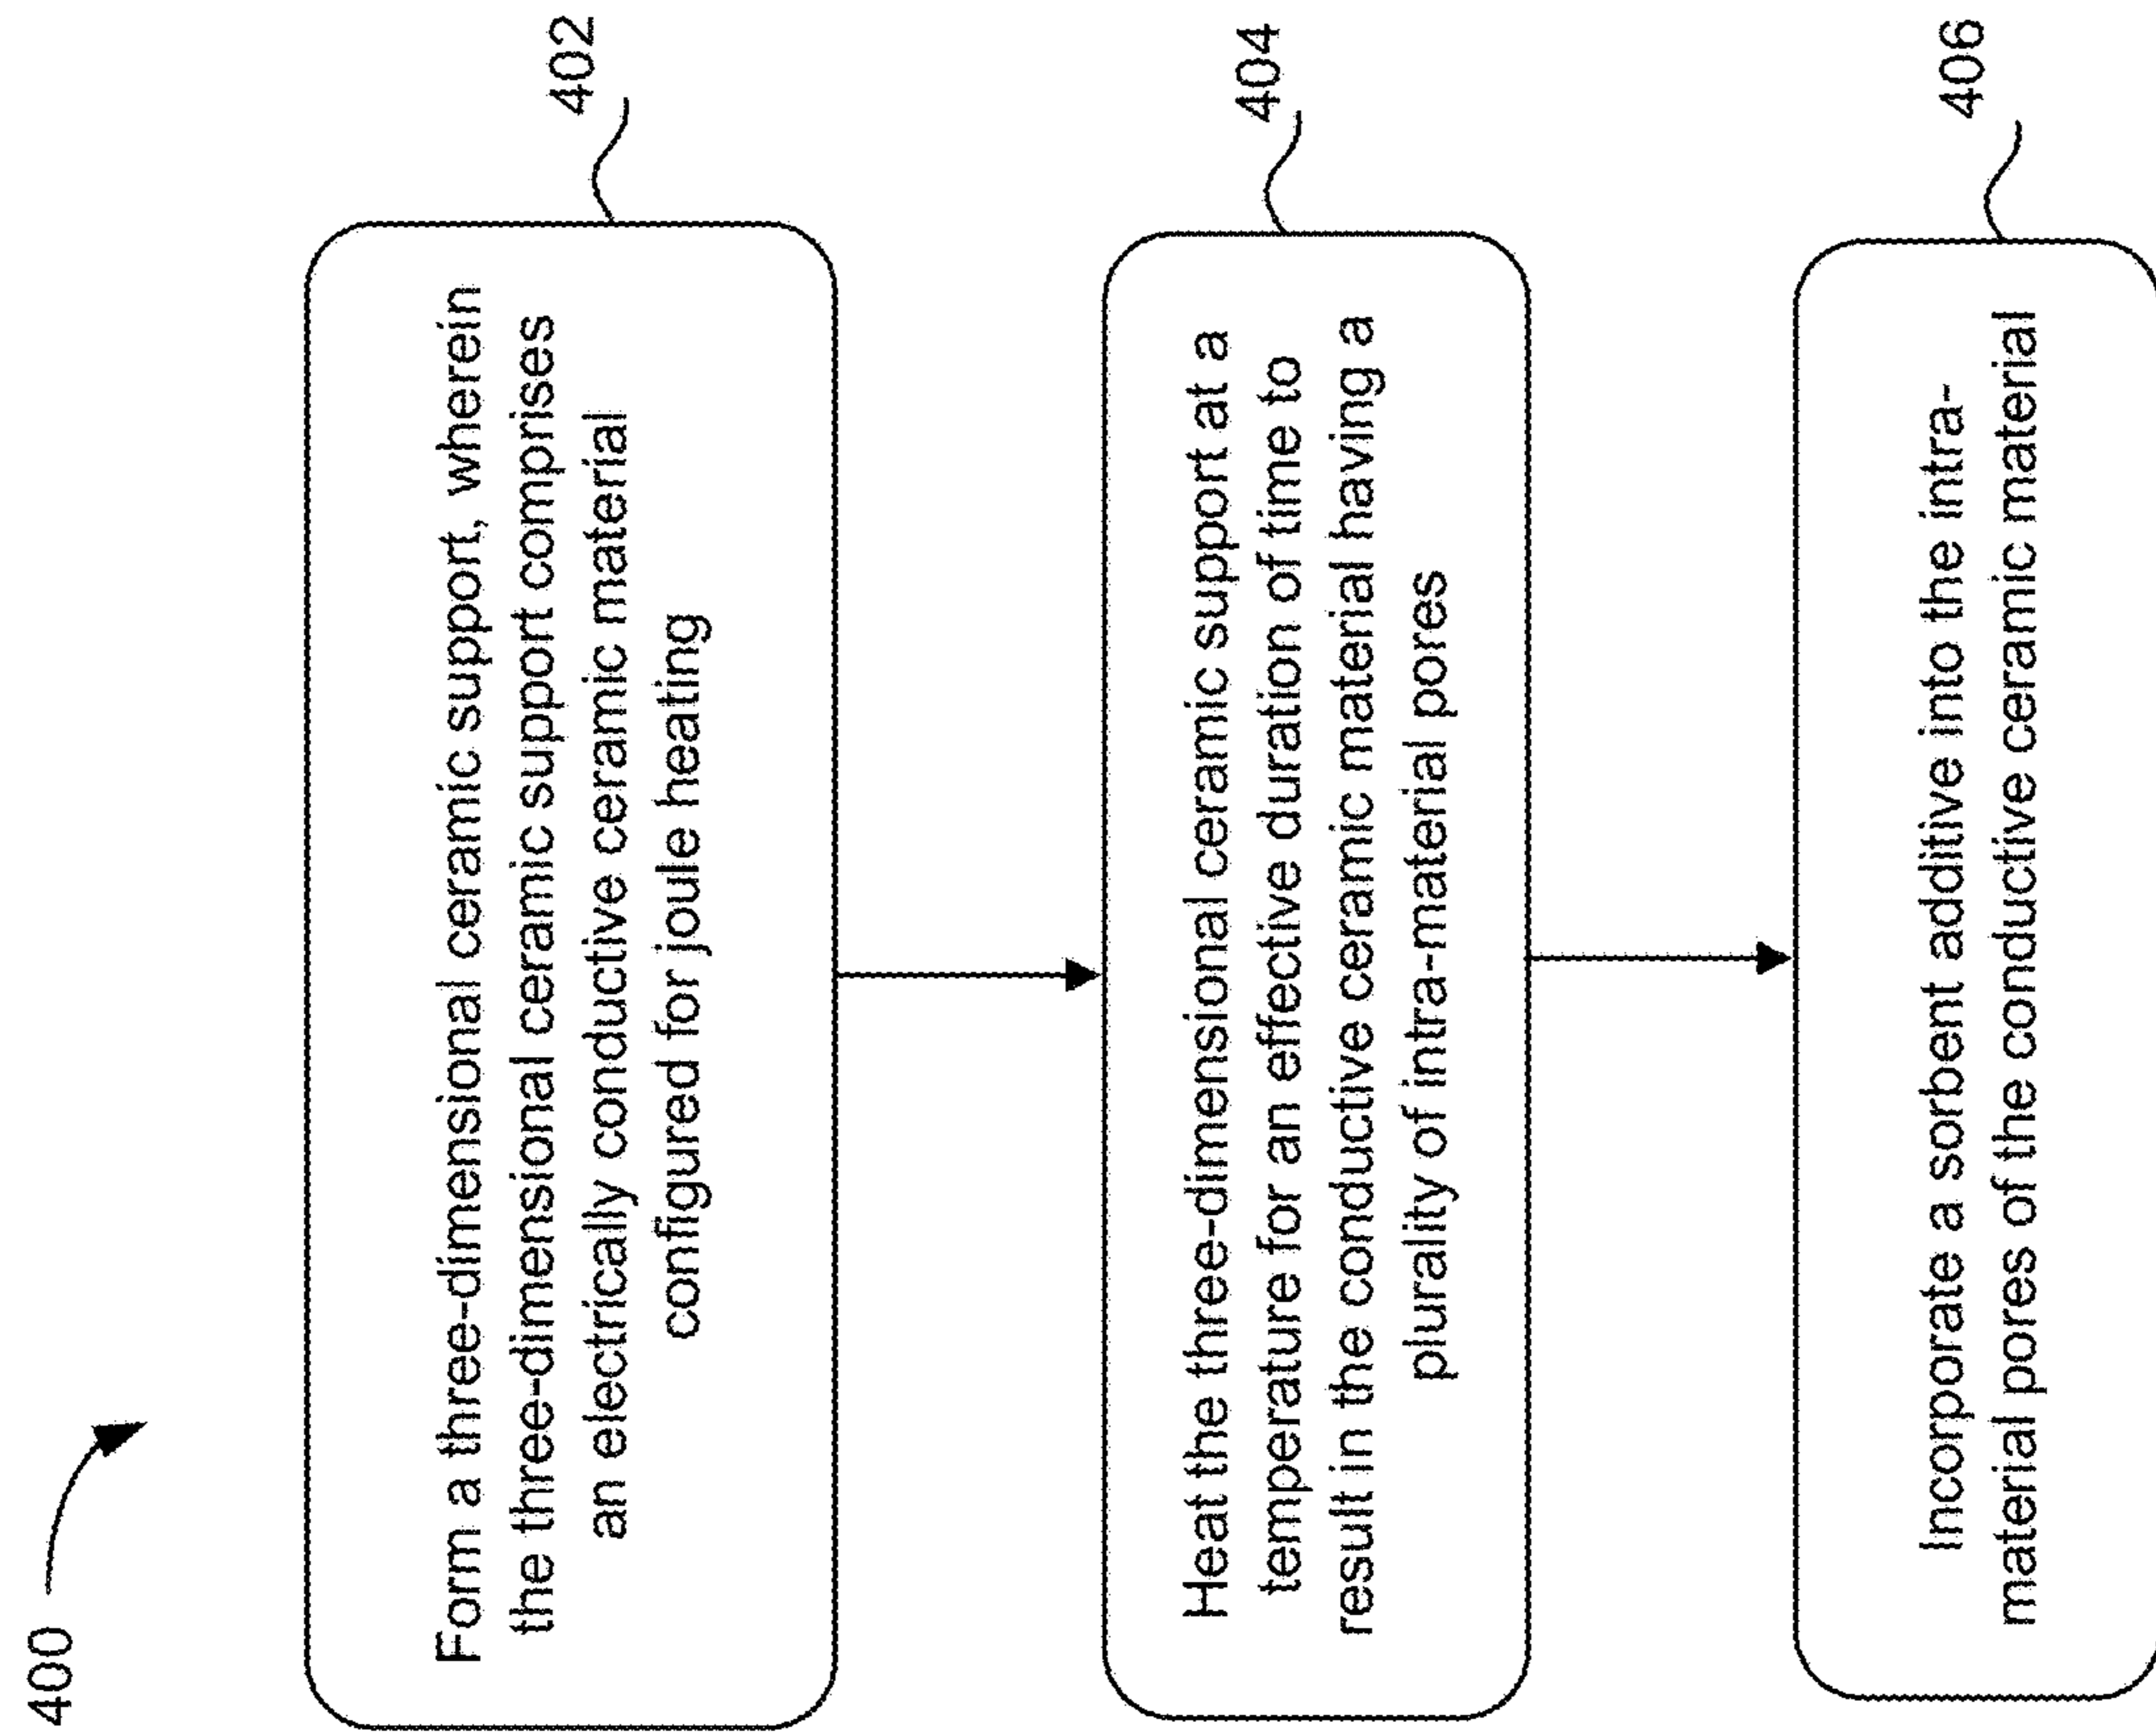 400
Form a three-dimensional ceramic support, wherein
the three-dimensional ceramic support comprises
an electrically conductive ceramic material
configured for joule heating
402
Heat the three-dimensional ceramic support at a
temperature for an effective duration of time to
result in the conductive ceramic material having a
plurality of intra-material pores
404
Incorporate a sorbent additive into the intra-
material pores of the conductive ceramic material
406